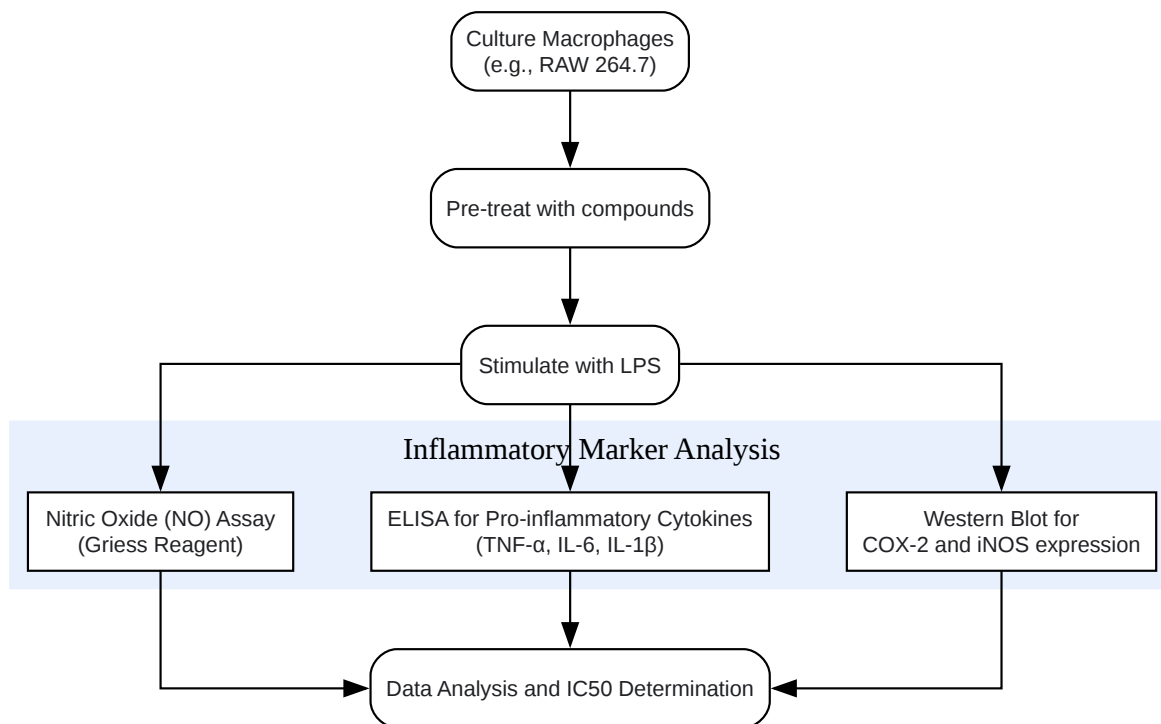 Culture Macrophages
(e.g., RAW 264.7)
Pre-treat with compounds
Stimulate with LPS
Inflammatory Marker Analysis
Nitric Oxide (NO) Assay
(Griess Reagent)
ELISA for Pro-inflammatory Cytokines
(TNF-α, IL-6, IL-1β)
Western Blot for
COX-2 and iNOS expression
Data Analysis and IC50 Determination